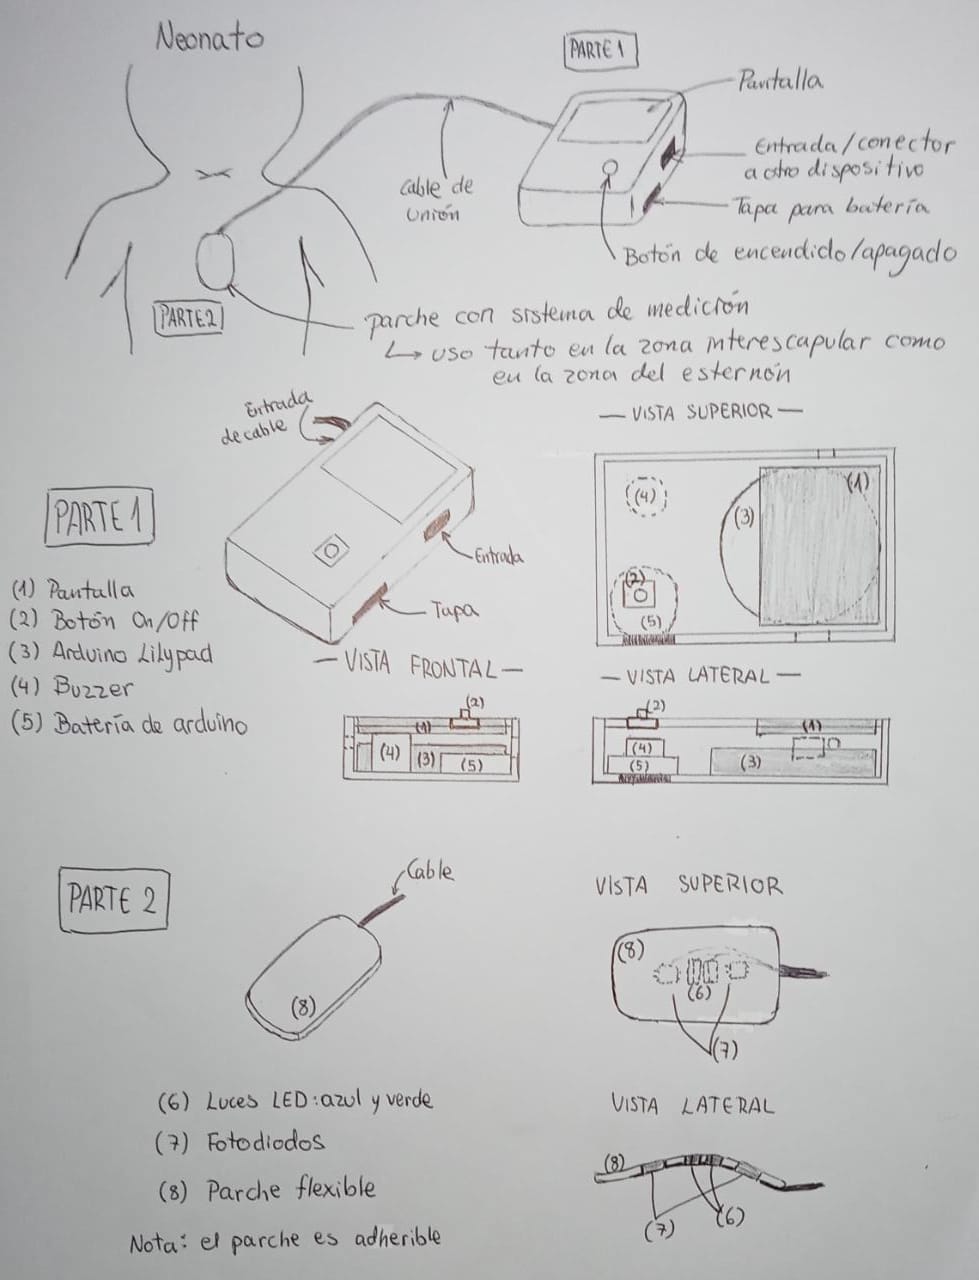 Neonato
PARTE 1
Pantalla
Entrada/conector
a otro dispositivo
Tapa para batería
Botón de encendido/apagado
Cable de
unión
PARTE 2
parche con sistema de medición
↳ uso tanto en la zona interescapular como
en la zona del esternón
Entrada
de cable
Entrada
Tapa
PARTE 1
(1) Pantalla
(2) Botón On/Off
(3) Arduino Lilypad
(4) Buzzer
(5) Batería de arduino
— VISTA SUPERIOR —
(4)
(3)
(1)
(2)
(5)
— VISTA FRONTAL —
(2)
(1)
(4)
(3)
(5)
— VISTA LATERAL —
(2)
(1)
(4)
(5)
(3)
PARTE 2
Cable
(8)
VISTA SUPERIOR
(8)
(6)
(7)
(6) Luces LED: azul y verde
(7) Fotodiodos
(8) Parche flexible
Nota: el parche es adherible
VISTA LATERAL
(8)
(7)
(6)